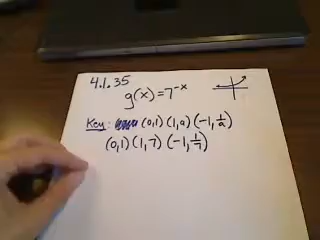 4.1.35
g(x)=7^{-x}
Key: (0,1) (1,a) (-1,1/a)
(0,1) (1,7) (-1,1/7)